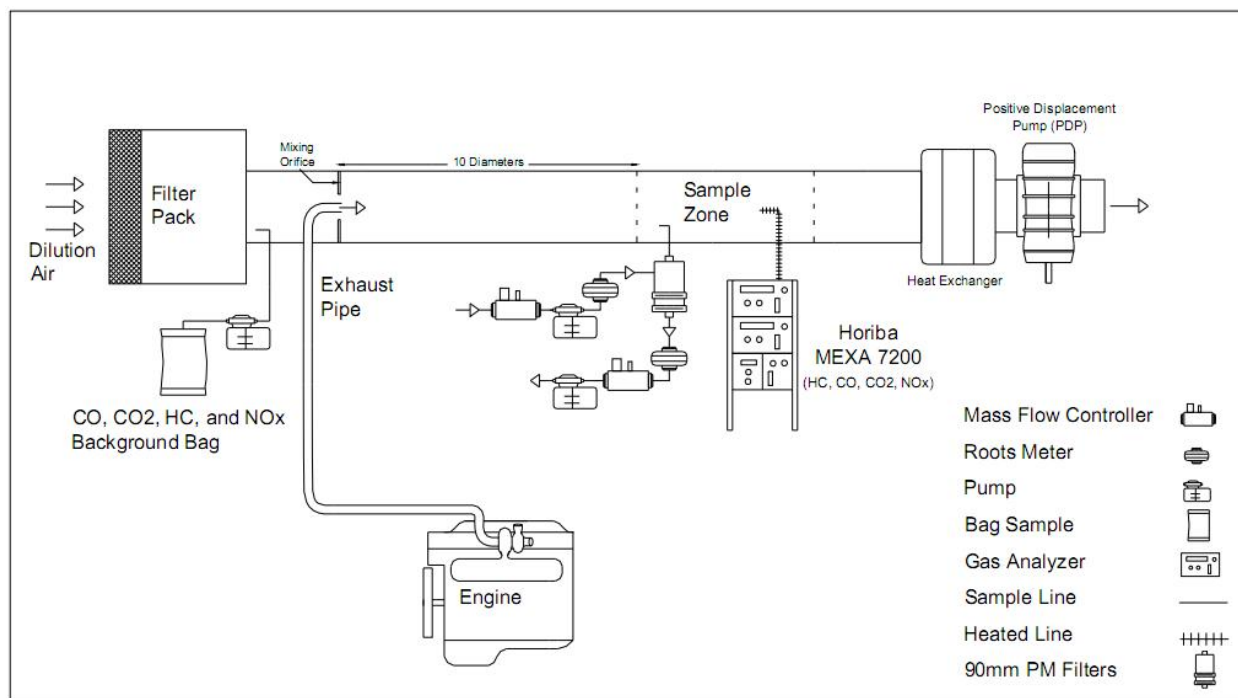 Positive Displacement
Pump (PDP)
Mixing
Orifice
10 Diameters
Filter
Pack
Sample
Zone
Dilution
Air
Heat Exchanger
Exhaust
Pipe
Horiba
MEXA 7200
(HC, CO, CO2, NOx)
CO, CO2, HC, and NOx
Background Bag
Engine
Mass Flow Controller
Roots Meter
Pump
Bag Sample
Gas Analyzer
Sample Line
Heated Line
90mm PM Filters